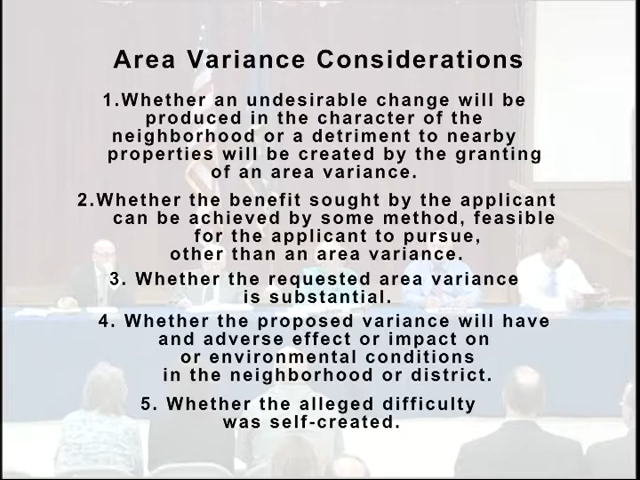 Area Variance Considerations
1.Whether an undesirable change will be
produced in the character of the
neighborhood or a detriment to nearby
properties will be created by the granting
of an area variance.
2.Whether the benefit sought by the applicant
can be achieved by some method, feasible
for the applicant to pursue,
other than an area variance.
3. Whether the requested area variance
is substantial.
4. Whether the proposed variance will have
and adverse effect or impact on
or environmental conditions
in the neighborhood or district.
5. Whether the alleged difficulty
was self-created.